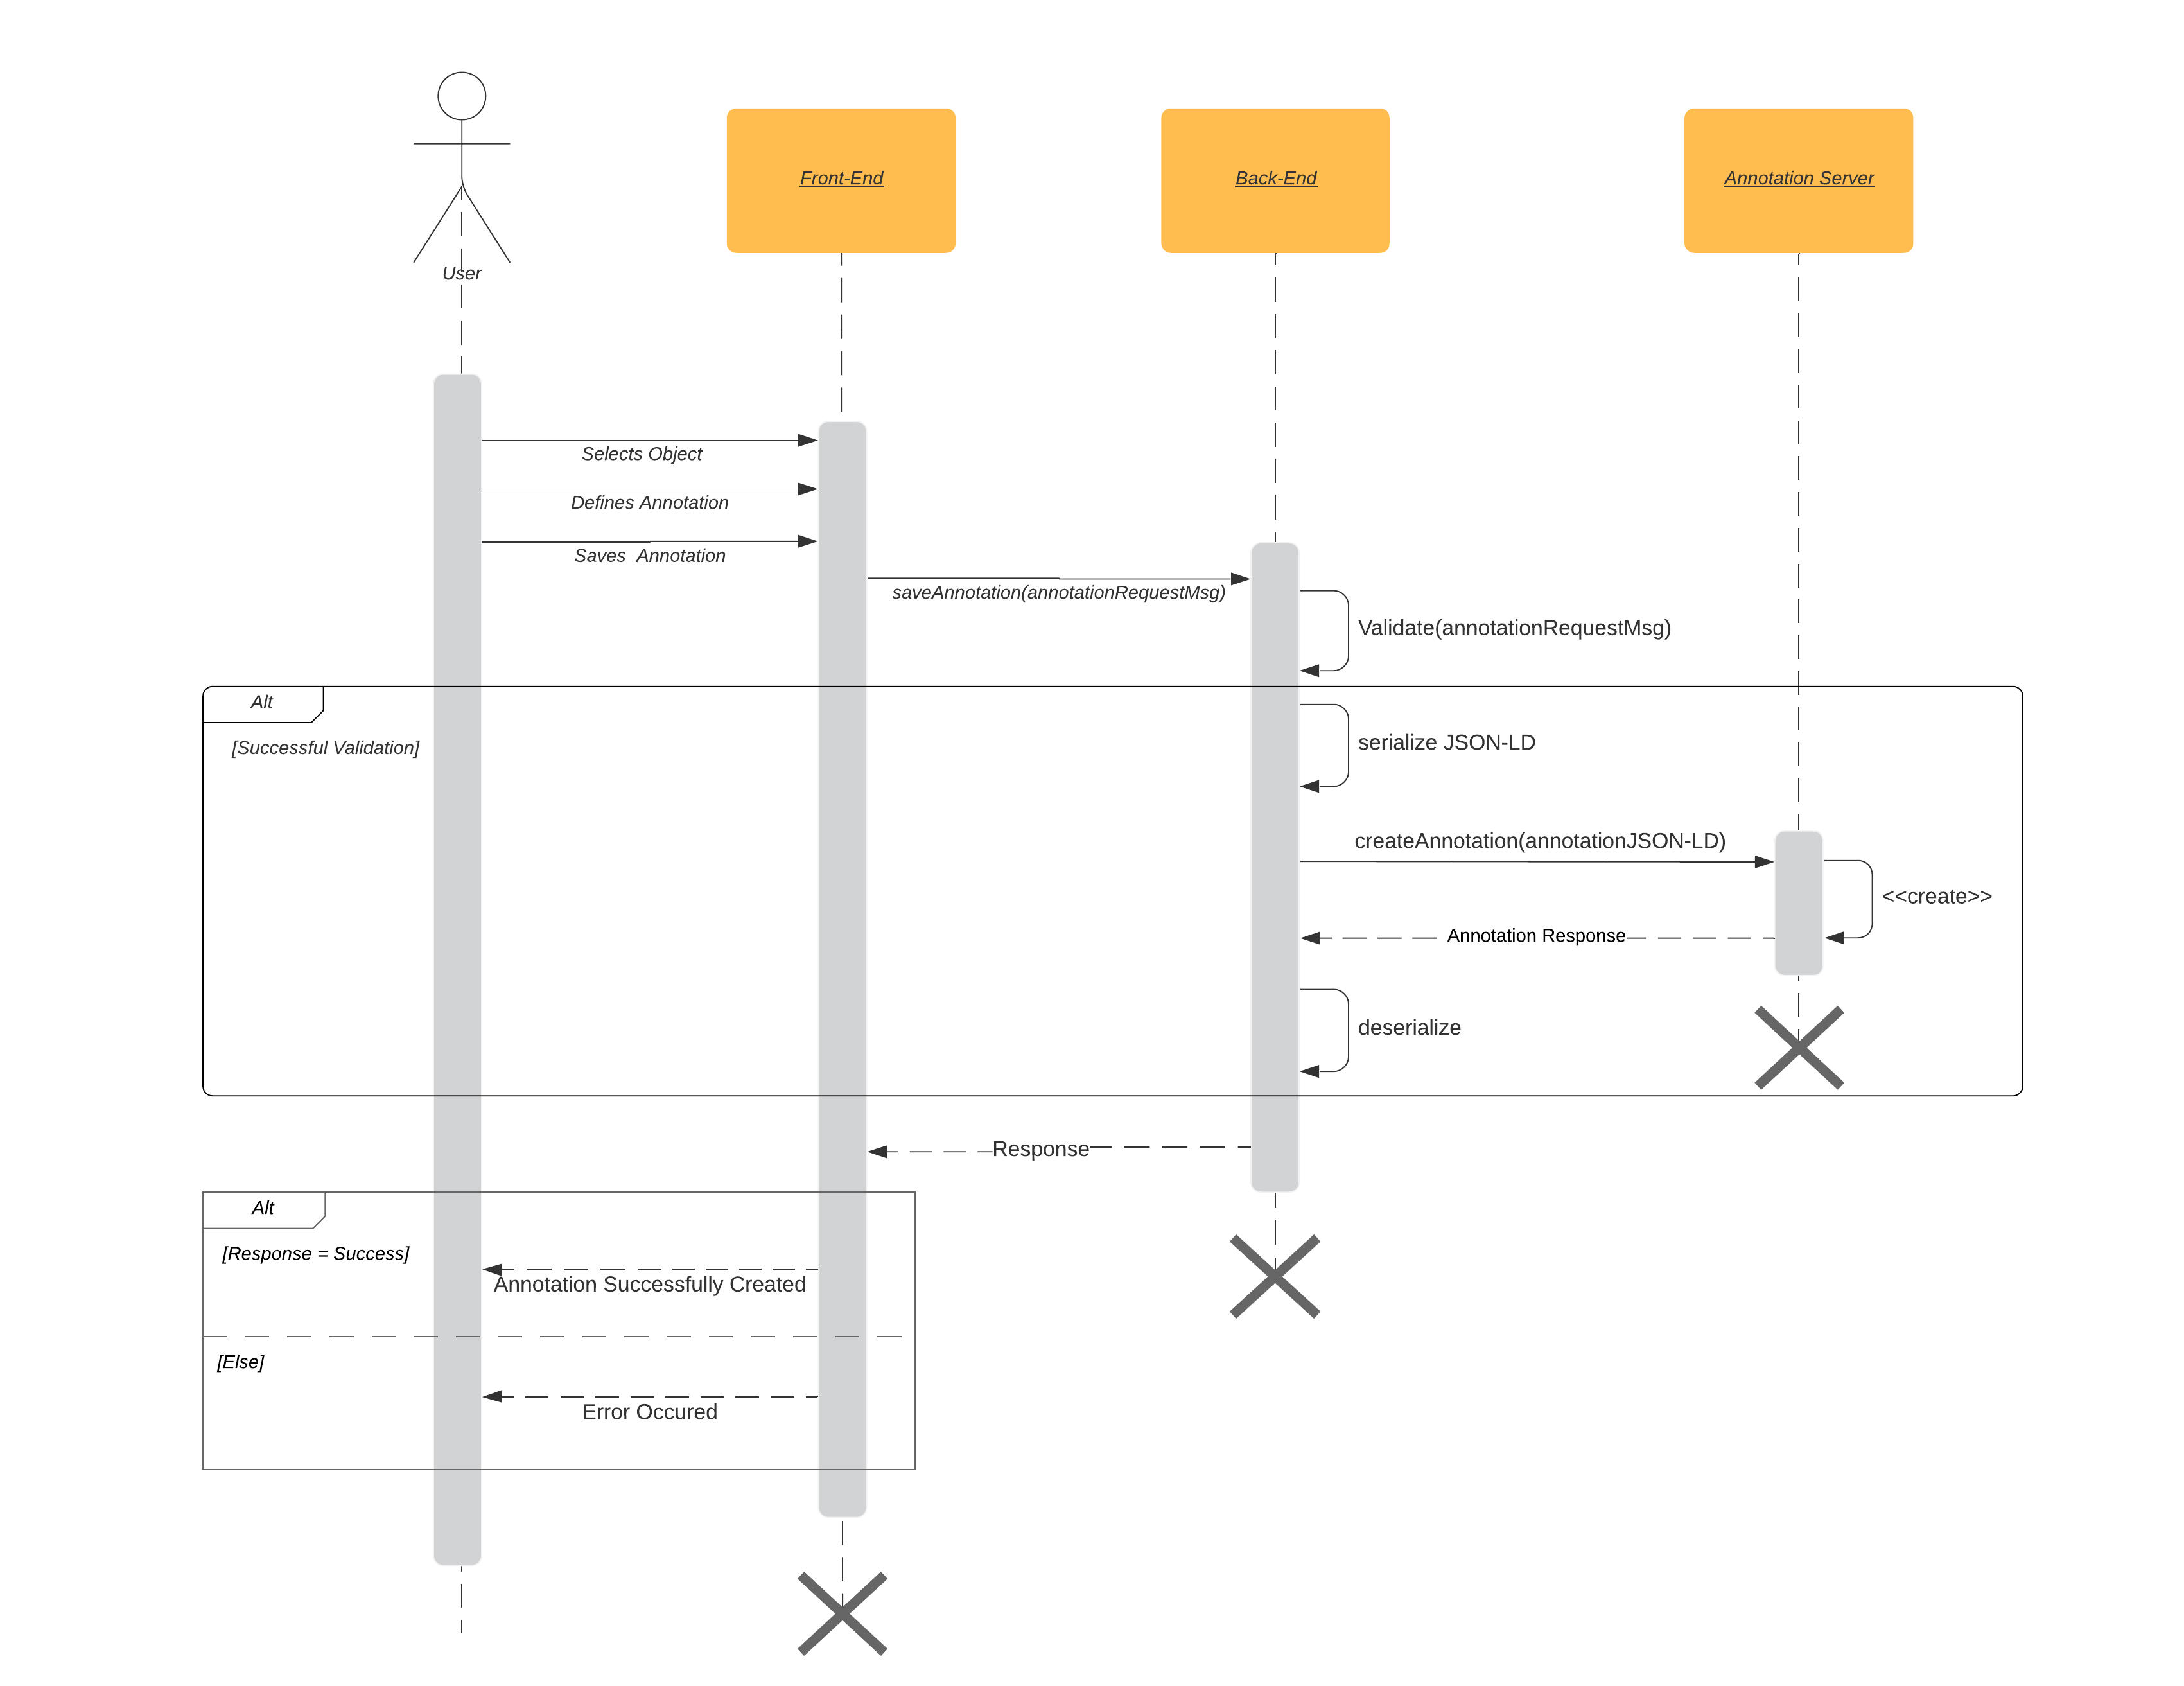 User
Front-End
Back-End
Annotation Server
Selects Object
Defines Annotation
Saves  Annotation
saveAnnotation(annotationRequestMsg)
Validate(annotationRequestMsg)
Alt
[Successful Validation]
serialize JSON-LD
createAnnotation(annotationJSON-LD)
<<create>>
Annotation Response
deserialize
Response
Alt
[Response = Success]
Annotation Successfully Created
[Else]
Error Occured